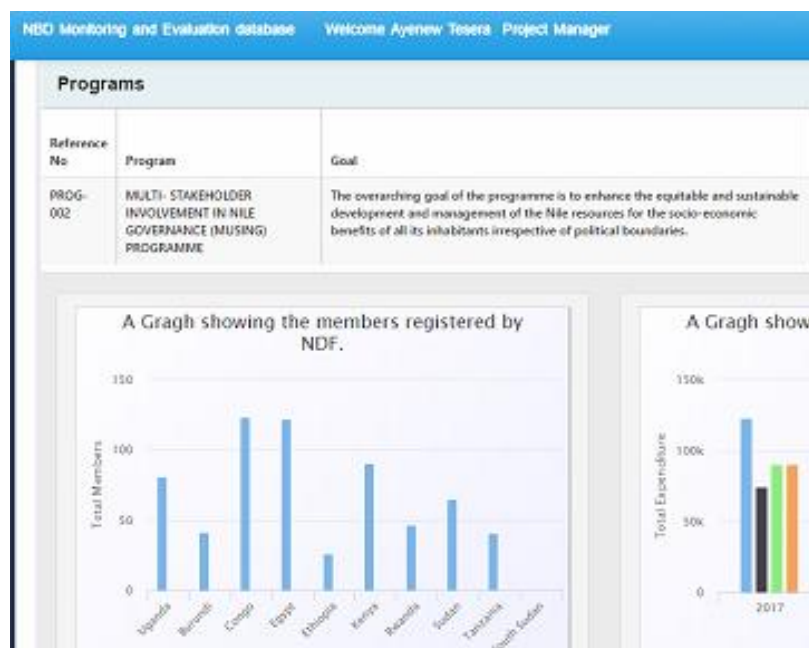 NBD Monitoring and Evaluation database Welcome Ayenew Tesera Project Manager
Programs
Reference No
Program
Goal
PROG-
002
MULTI- STAKEHOLDER
INVOLVEMENT IN NILE
GOVERNANCE (MUSING)
PROGRAMME
The overarching goal of the programme is to enhance the equitable and sustainable
development and management of the Nile resources for the socio-economic
benefits of all its inhabitants irrespective of political boundaries.
A Gragh showing the members registered by
NDF.
Total Members
150
100
50
0
Uganda
Burundi
Congo
Egypt
Ethiopia
Kenya
Rwanda
Sudan
Tanzania
South Sudan
A Gragh show
Total Expenditure
150k
100k
50k
0
2017